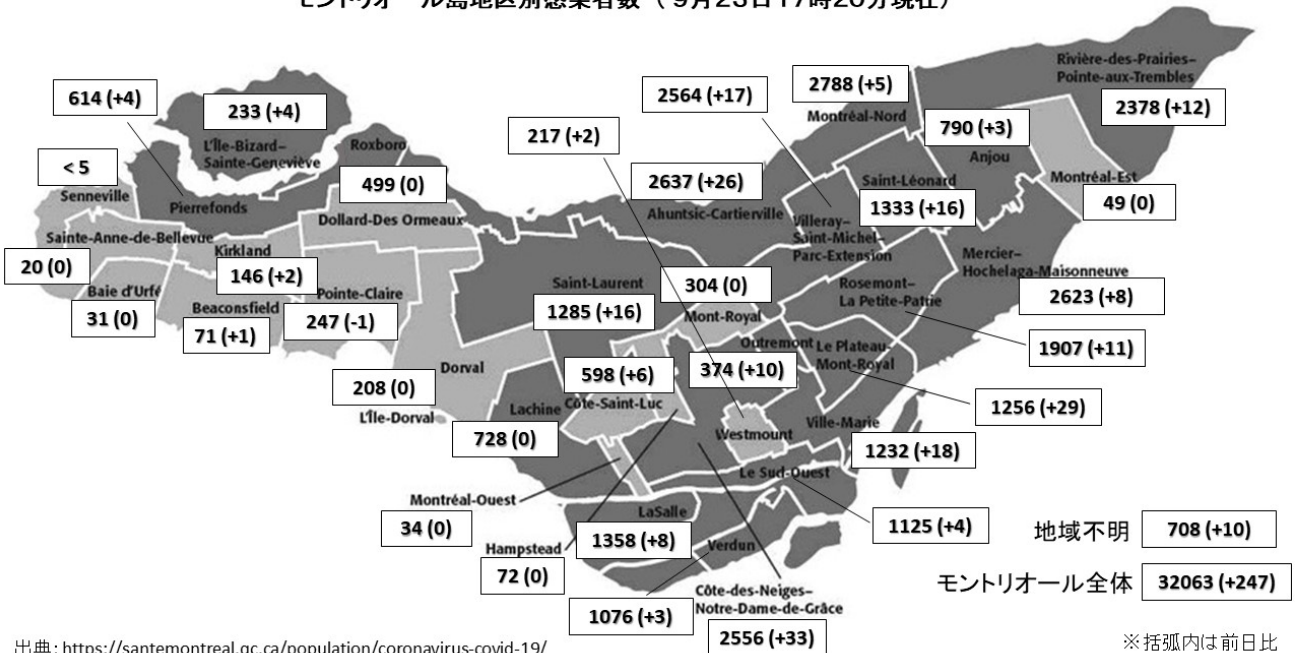 モントリオール島地区別感染者数（9月23日17時20分現在）
614 (+4)
233 (+4)
L'Île-Bizard–
Sainte-Geneviève
Roxboro
< 5
Senneville
Pierrefonds
499 (0)
Dollard-Des Ormeaux
Sainte-Anne-de-Bellevue
20 (0)
Kirkland
146 (+2)
Baie d'Urfé
31 (0)
Beaconsfield
71 (+1)
Pointe-Claire
247 (-1)
Dorval
208 (0)
L'Île-Dorval
Lachine
728 (0)
217 (+2)
2564 (+17)
2788 (+5)
Montréal-Nord
Rivière-des-Prairies–
Pointe-aux-Trembles
2378 (+12)
790 (+3)
Anjou
Montréal-Est
49 (0)
2637 (+26)
Ahuntsic-Cartierville
Saint-Léonard
1333 (+16)
Villeray–
Saint-Michel–
Parc-Extension
Mercier–
Hochelaga-Maisonneuve
2623 (+8)
Saint-Laurent
1285 (+16)
304 (0)
Mont-Royal
Rosemont–
La Petite-Patrie
1907 (+11)
Outremont
374 (+10)
Le Plateau-
Mont-Royal
1256 (+29)
598 (+6)
Côte-Saint-Luc
Westmount
Ville-Marie
1232 (+18)
Le Sud-Ouest
1125 (+4)
Montréal-Ouest
34 (0)
Hampstead
72 (0)
LaSalle
1358 (+8)
Verdun
1076 (+3)
Côte-des-Neiges–
Notre-Dame-de-Grâce
2556 (+33)
地域不明 708 (+10)
モントリオール全体 32063 (+247)
出典: https://santemontreal.qc.ca/population/coronavirus-covid-19/
※括弧内は前日比